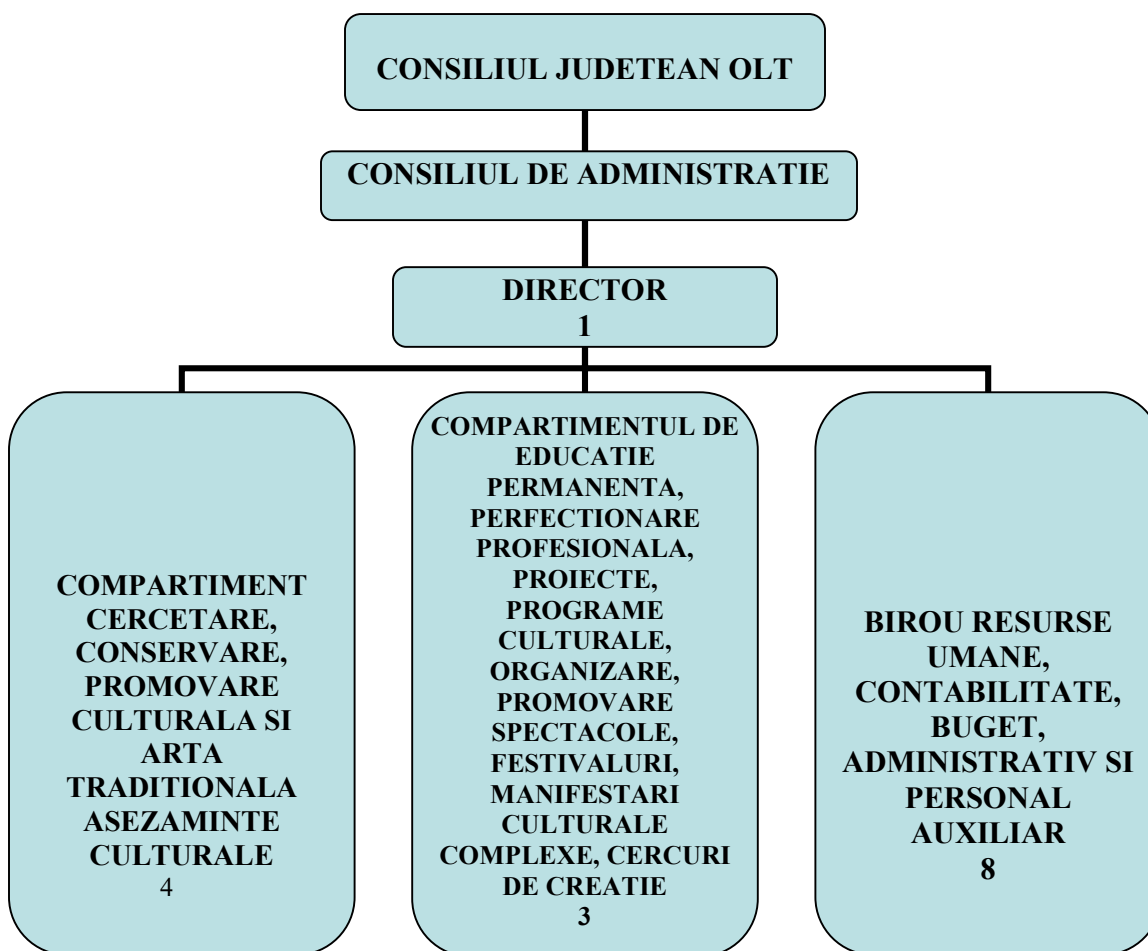 CONSILIUL JUDETEAN OLT
CONSILIUL DE ADMINISTRATIE
DIRECTOR
1
COMPARTIMENT
CERCETARE,
CONSERVARE,
PROMOVARE
CULTURALA SI
ARTA
TRADITIONALA
ASEZAMINTE
CULTURALE
4
COMPARTIMENTUL DE
EDUCATIE
PERMANENTA,
PERFECTIONARE
PROFESIONALA,
PROIECTE,
PROGRAME
CULTURALE,
ORGANIZARE,
PROMOVARE
SPECTACOLE,
FESTIVALURI,
MANIFESTARI
CULTURALE
COMPLEXE, CERCURI
DE CREATIE
3
BIROU RESURSE
UMANE,
CONTABILITATE,
BUGET,
ADMINISTRATIV SI
PERSONAL
AUXILIAR
8